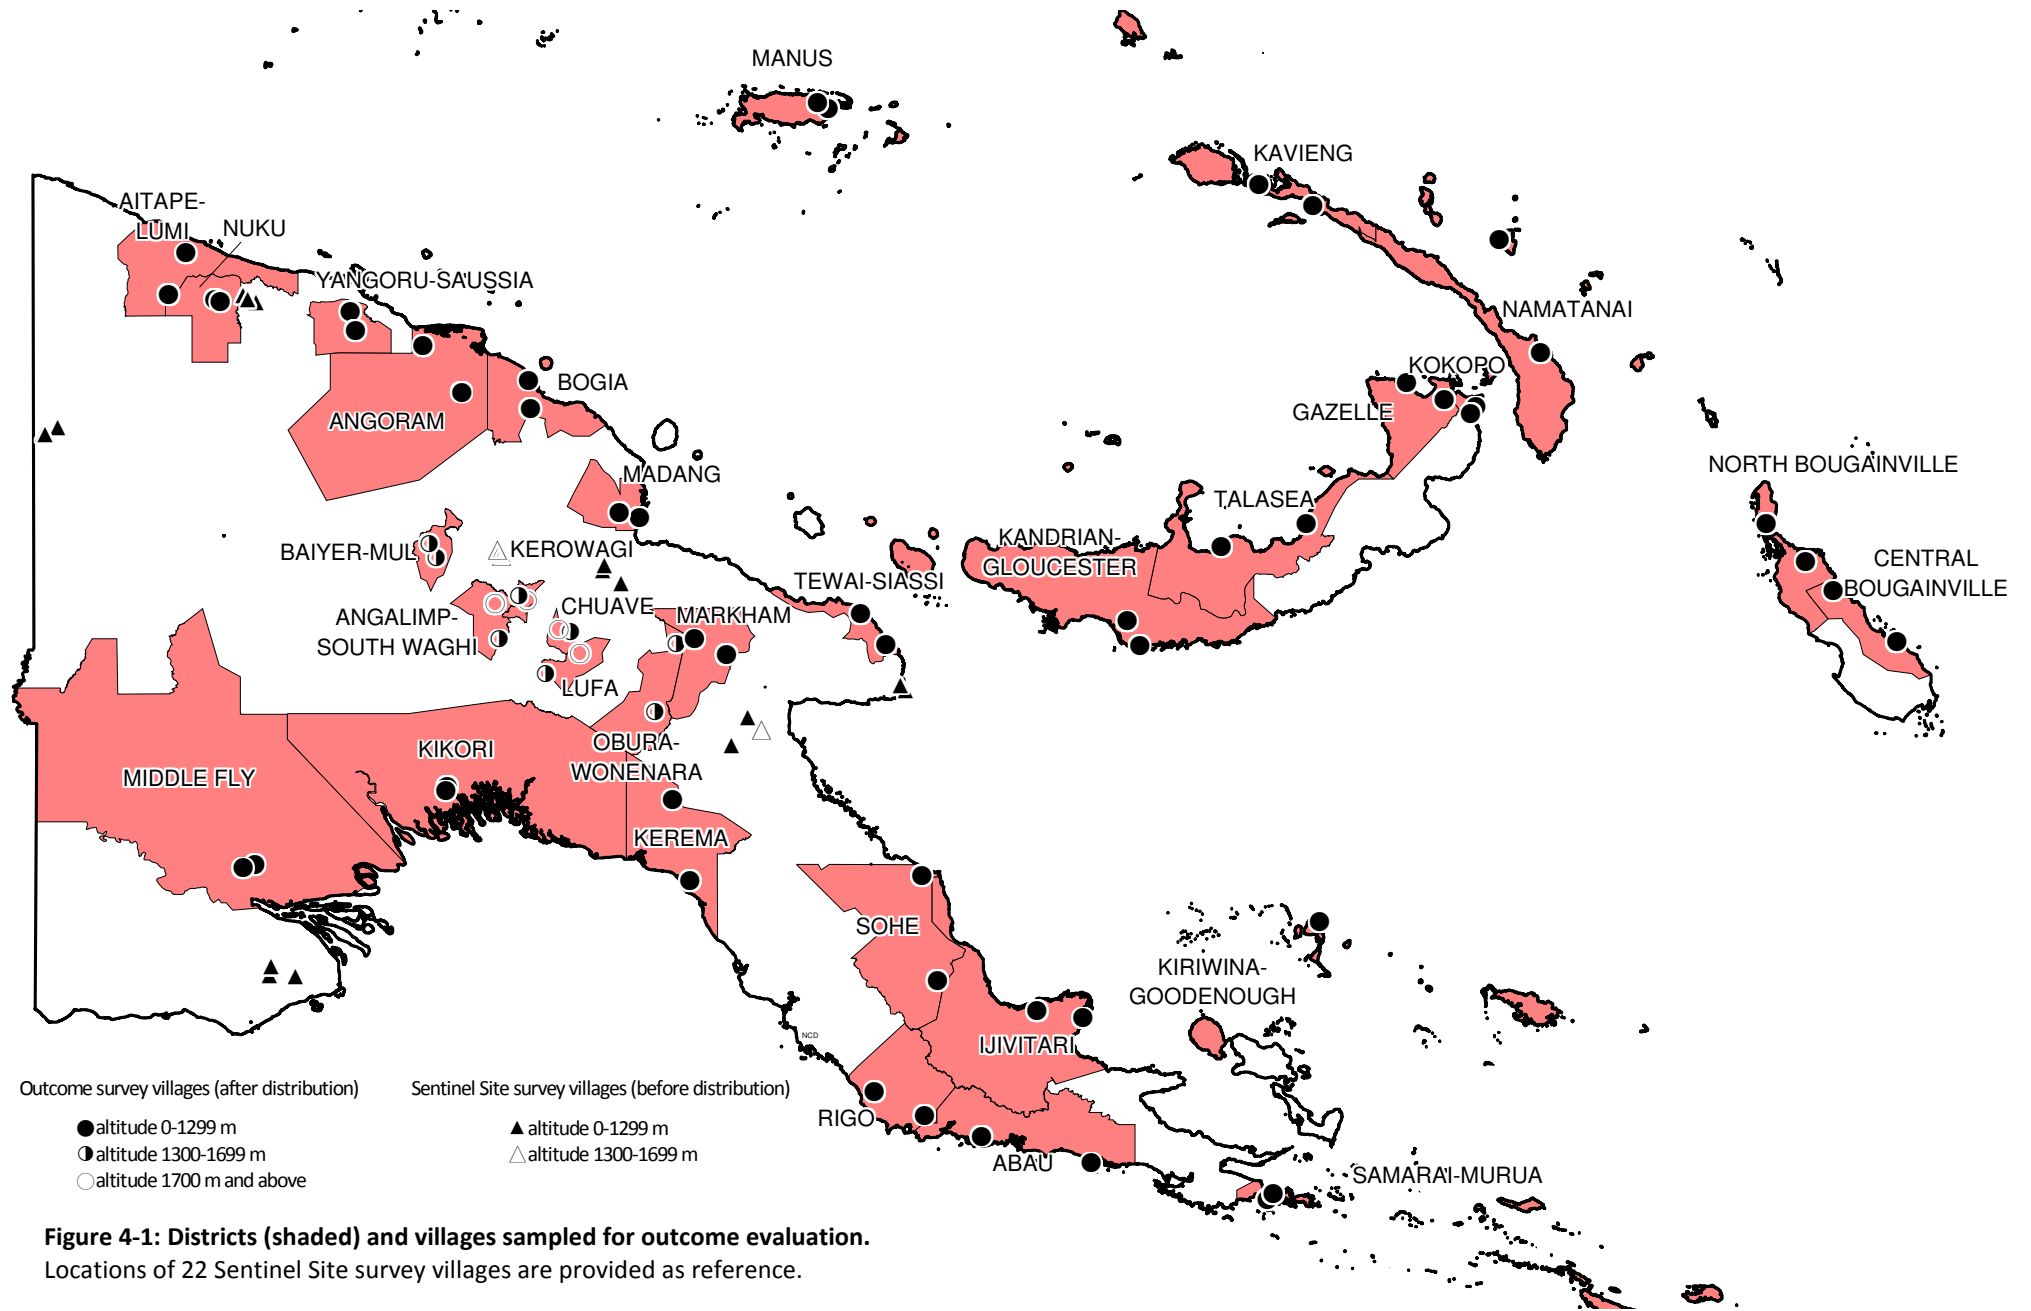 MANUS
KAVIENG
AITAPE-
LUMI
NUKU
YANGORU-SAUSSIA
NAMATANAI
KOKOPO
BOGIA
GAZELLE
ANGORAM
MADANG
NORTH BOUGAINVILLE
TALASEA
KANDRIAN-
GLOUCESTER
BAIYER-MUL
KEROWAGI
CENTRAL
BOUGAINVILLE
TEWAI-SIASSI
ANGALIMP-
SOUTH WAGHI
CHUAVE
MARKHAM
LUFA
OBURA-
WONENARA
KIKORI
MIDDLE FLY
KEREMA
SOHE
KIRIWINA-
GOODENOUGH
NCD
IJIVITARI
RIGO
ABAU
SAMARAI-MURUA
Outcome survey villages (after distribution)
altitude 0-1299 m
altitude 1300-1699 m
altitude 1700 m and above
Sentinel Site survey villages (before distribution)
altitude 0-1299 m
altitude 1300-1699 m
Figure 4-1: Districts (shaded) and villages sampled for outcome evaluation.
Locations of 22 Sentinel Site survey villages are provided as reference.